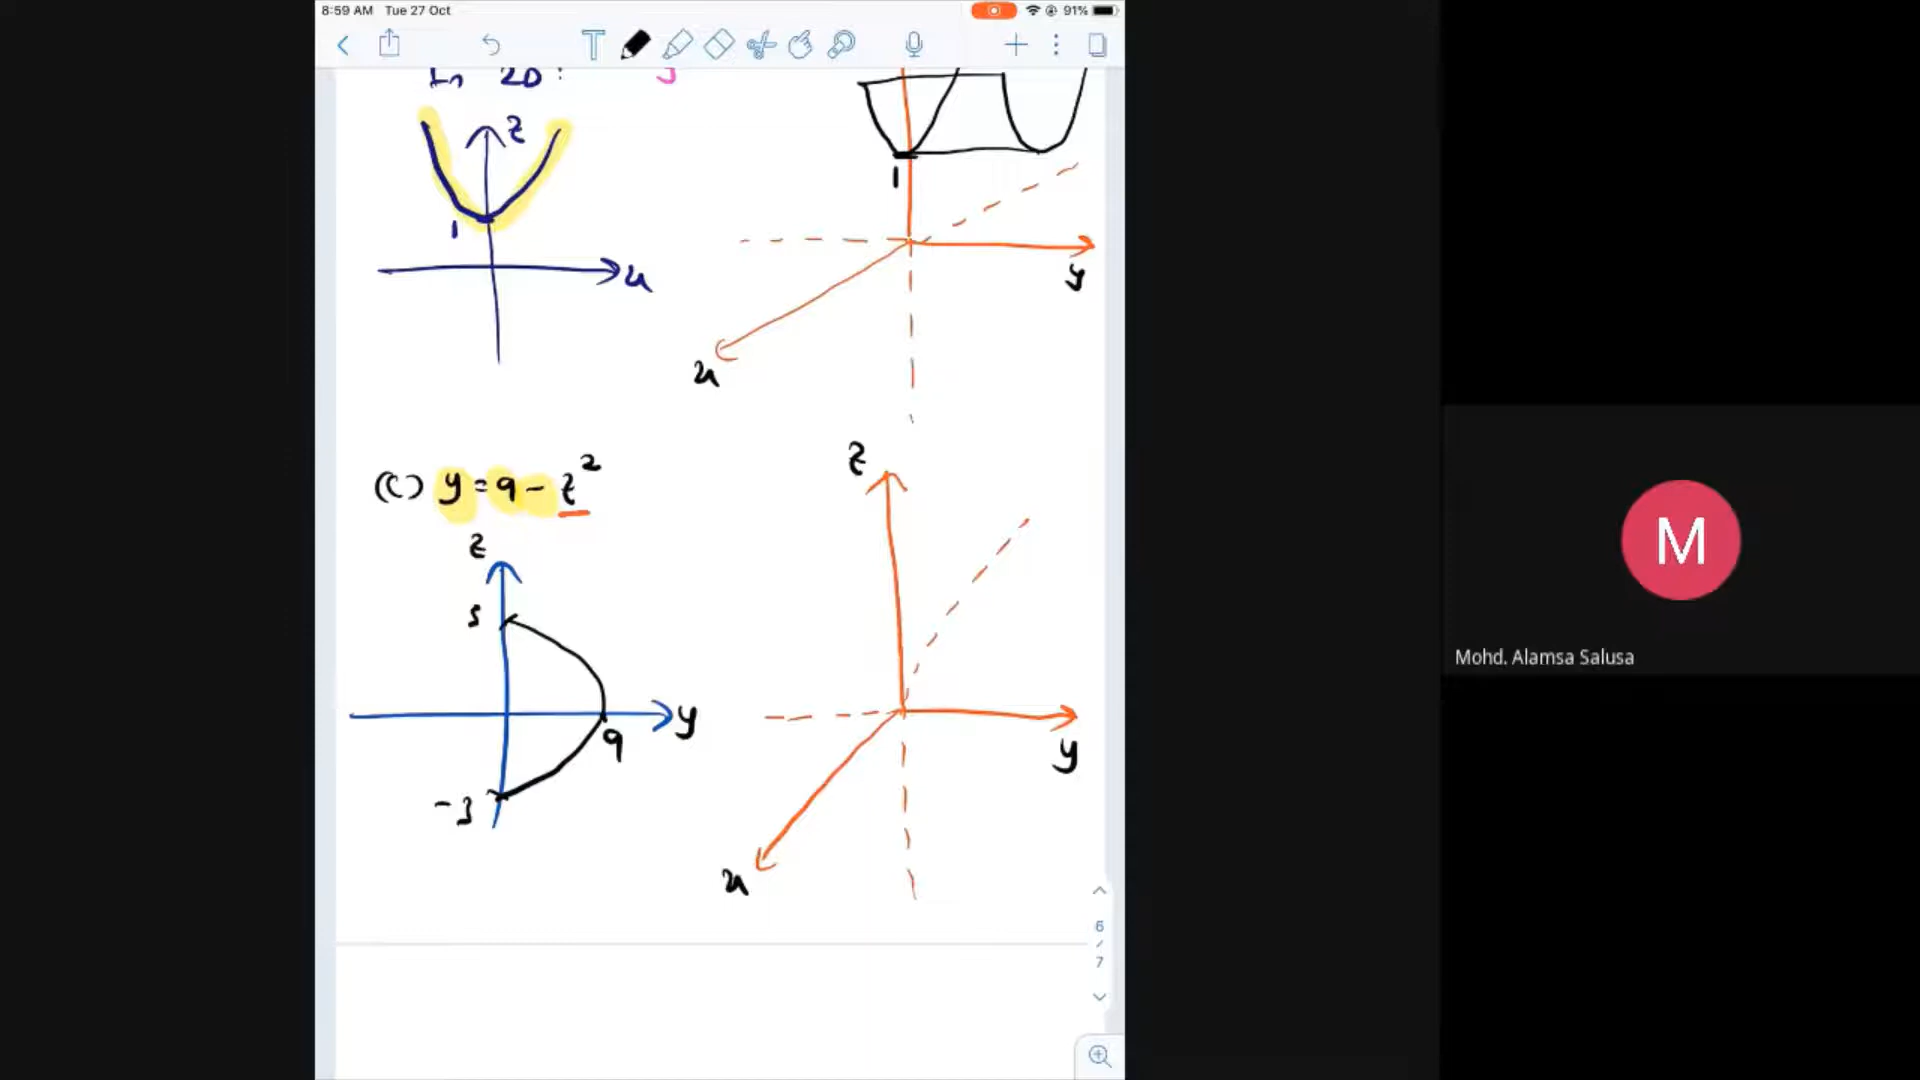 8:59 AM Tue 27 Oct
91%
T
In 2D:
z
1
x
1
y
x
(c) y = 9 - z²
z
3
y
9
-3
z
y
x
6
/
7
M
Mohd. Alamsa Salusa